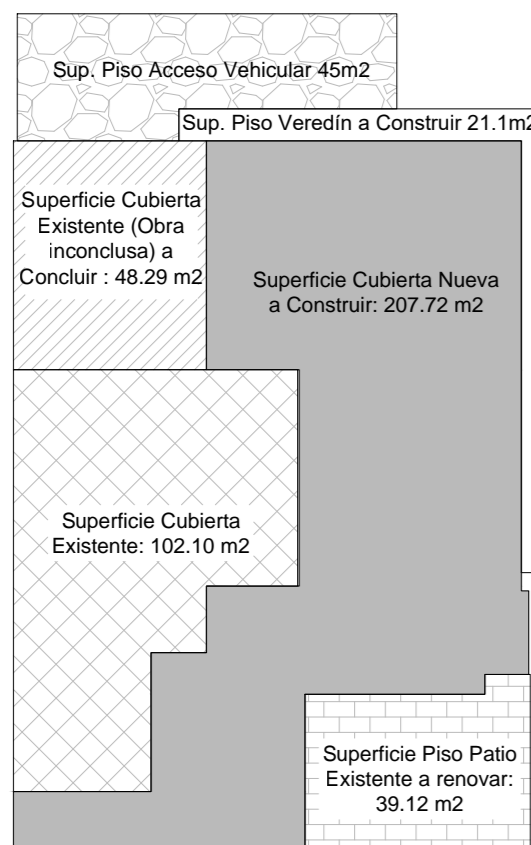 Sup. Piso Acceso Vehicular 45m2
Sup. Piso Veredín a Construir 21.1m2
Superficie Cubierta
Existente (Obra
inconclusa) a
Concluir : 48.29 m2
Superficie Cubierta Nueva
a Construir: 207.72 m2
Superficie Cubierta
Existente: 102.10 m2
Superficie Piso Patio
Existente a renovar:
39.12 m2